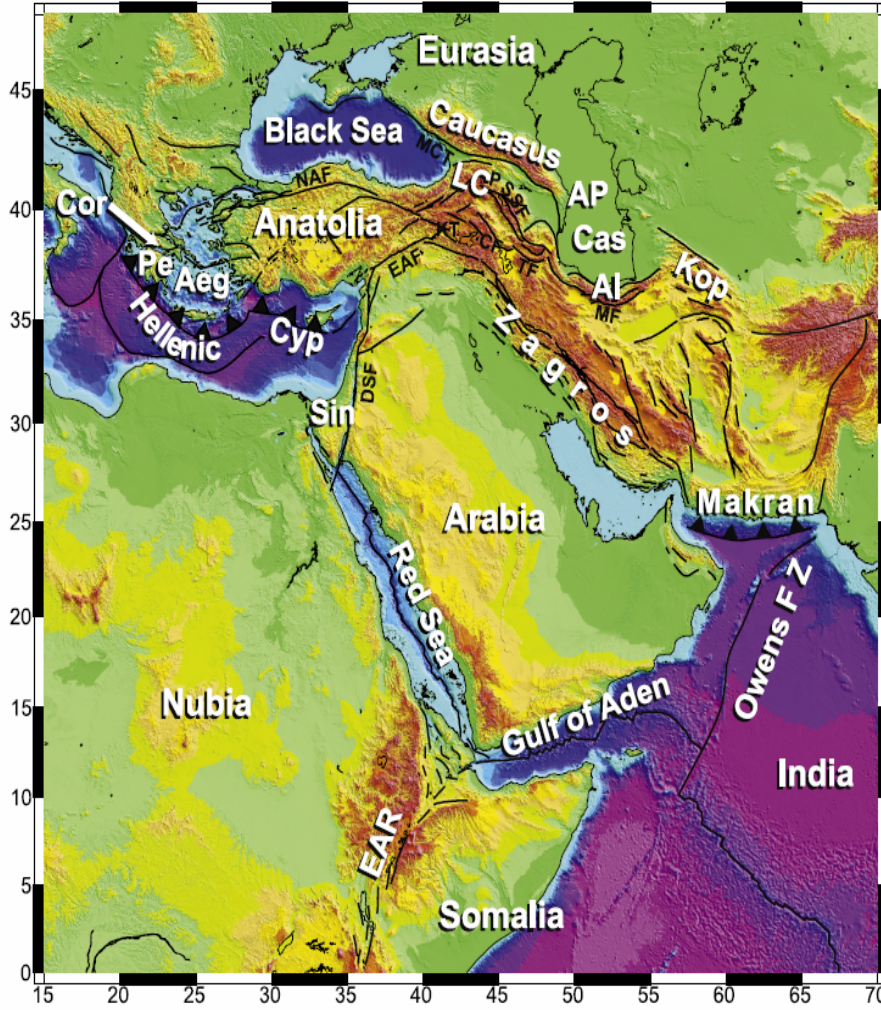 Eurasia
45
Black Sea
Caucasus
MCT
LC
PSSF
NAF
AP
Cor
40
Anatolia
Cas
KT
CF
TF
Pe
Aeg
EAF
Al
Kop
MF
35
Hellenic
Cyp
Zagros
DSF
Sin
30
Makran
25
Arabia
Red Sea
Owens F Z
20
Nubia
15
Gulf of Aden
India
10
EAR
5
Somalia
0
15 20 25 30 35 40 45 50 55 60 65 70